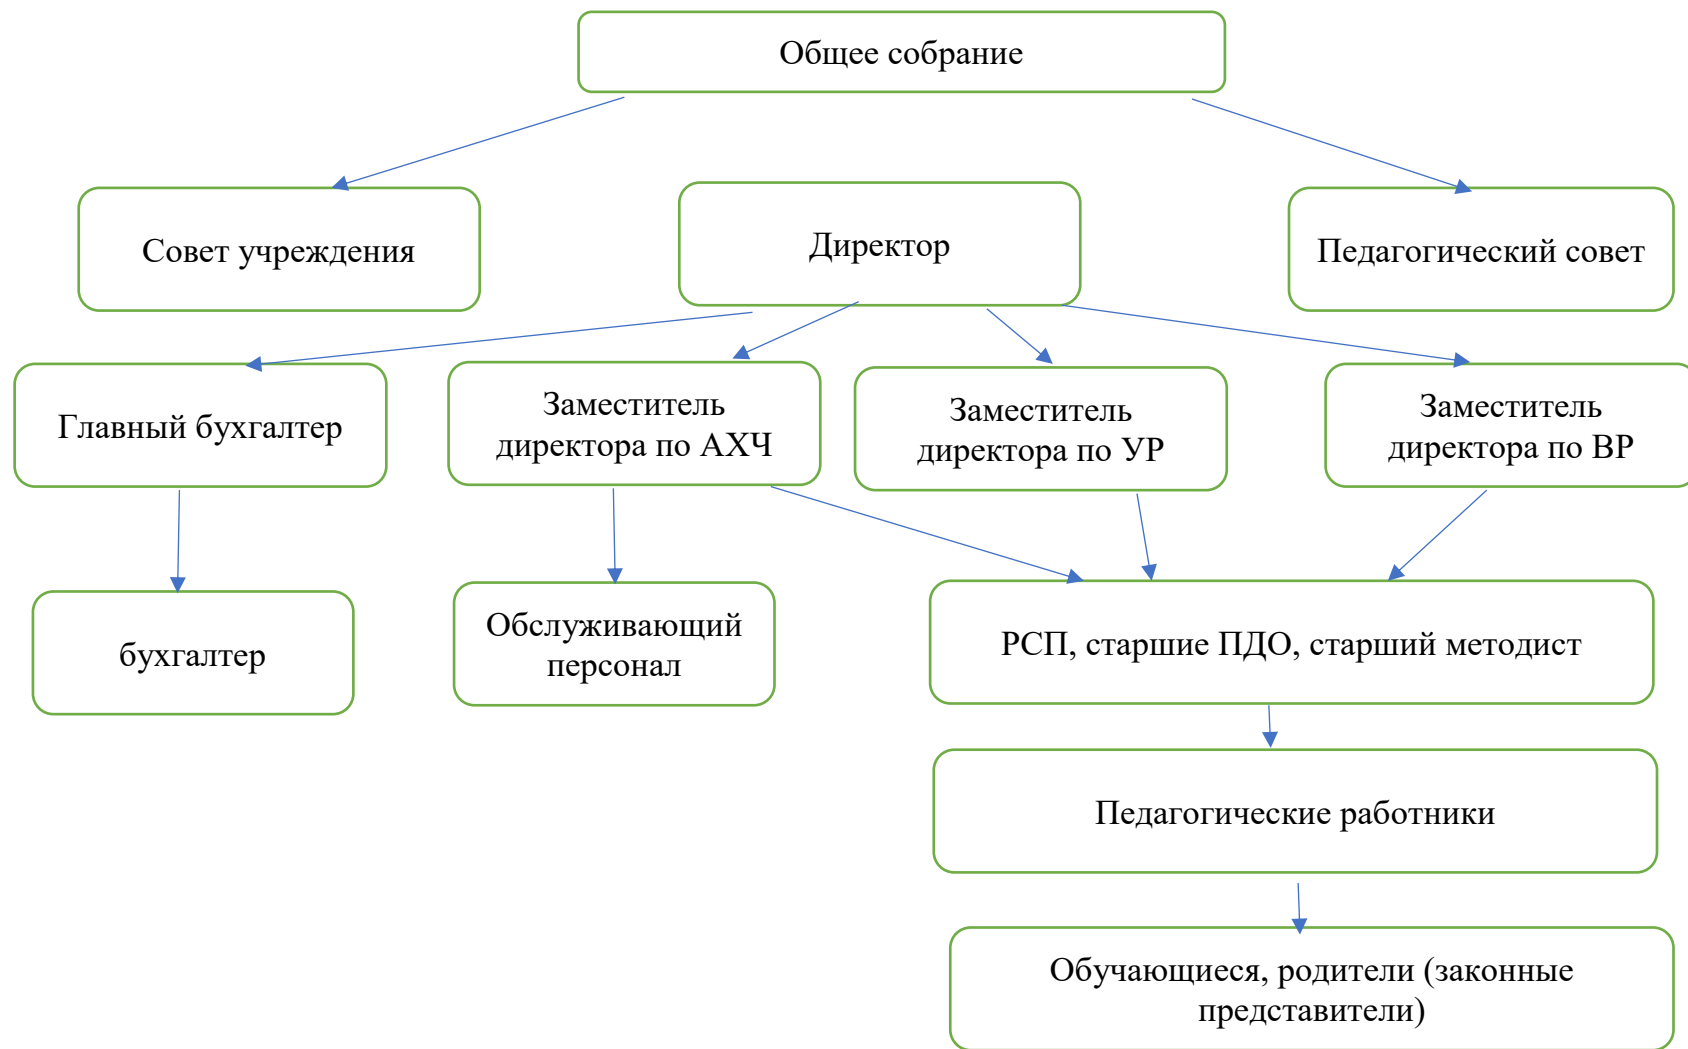 Общее собрание
Совет учреждения
Директор
Педагогический совет
Главный бухгалтер
Заместитель
директора по АХЧ
Заместитель
директора по УР
Заместитель
директора по ВР
бухгалтер
Обслуживающий
персонал
РСП, старшие ПДО, старший методист
Педагогические работники
Обучающиеся, родители (законные
представители)